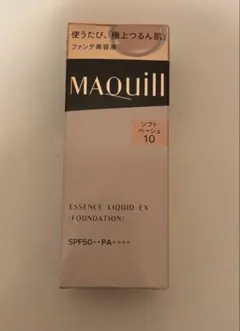 使うたび、「極上つるん肌」
ファンデ美容液
MAQuill
ソフト
ベージュ
10
ESSENCE LIQUID EX
(FOUNDATION)
SPF50++PA++++